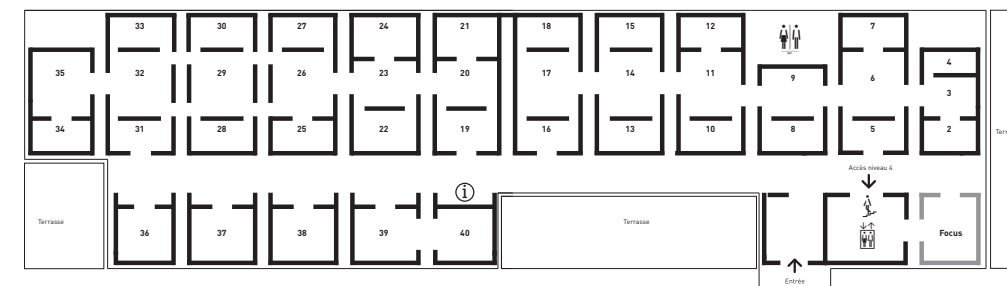 33 30 27 24 21 18 15 12 7
4
35 32 29 26 23 20 17 14 11 9 6
3
34 31 28 25 22 19 16 13 10 8 5 2
Terr
Accès niveau 4
i
Terrasse
Terrasse
36 37 38 39 40
Focus
Entrée